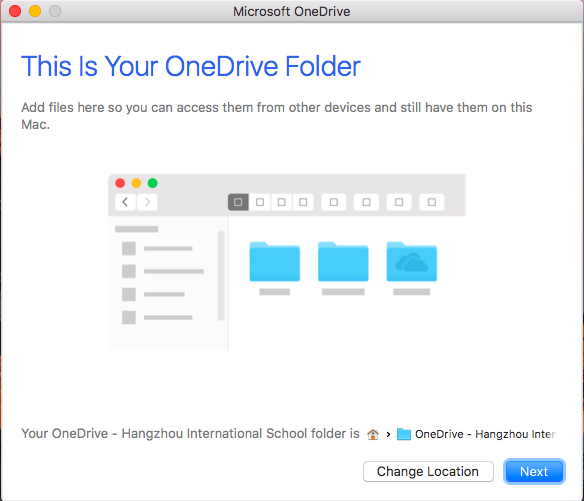 Microsoft OneDrive
This Is Your OneDrive Folder
Add files here so you can access them from other devices and still have them on this
Mac.
Your OneDrive - Hangzhou International School folder is › OneDrive - Hangzhou Inter
Change Location Next